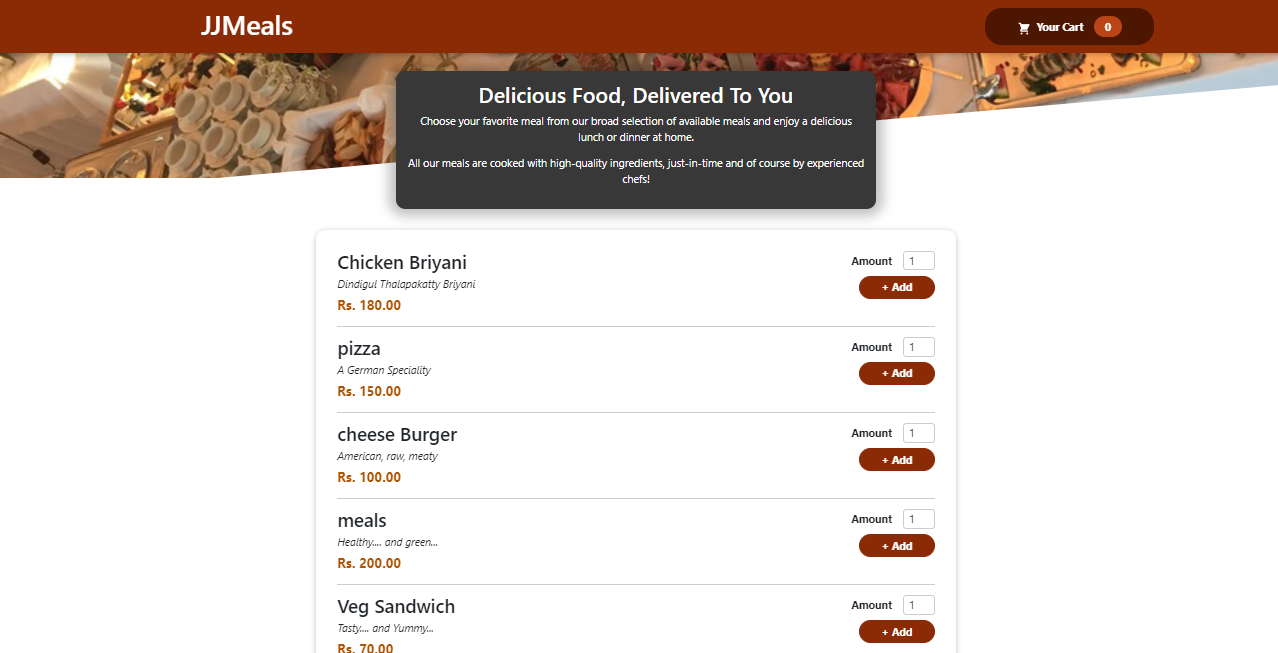 JJMeals
Your Cart 0
Delicious Food, Delivered To You
Choose your favorite meal from our broad selection of available meals and enjoy a delicious
lunch or dinner at home.
All our meals are cooked with high-quality ingredients, just-in-time and of course by experienced
chefs!
Chicken Briyani
Amount 1
Dindigul Thalapakatty Briyani
+ Add
Rs. 180.00
pizza
Amount 1
A German Speciality
+ Add
Rs. 150.00
cheese Burger
Amount 1
American, raw, meaty
+ Add
Rs. 100.00
meals
Amount 1
Healthy.... and green...
+ Add
Rs. 200.00
Veg Sandwich
Amount 1
Tasty.... and Yummy...
+ Add
Rs. 70.00